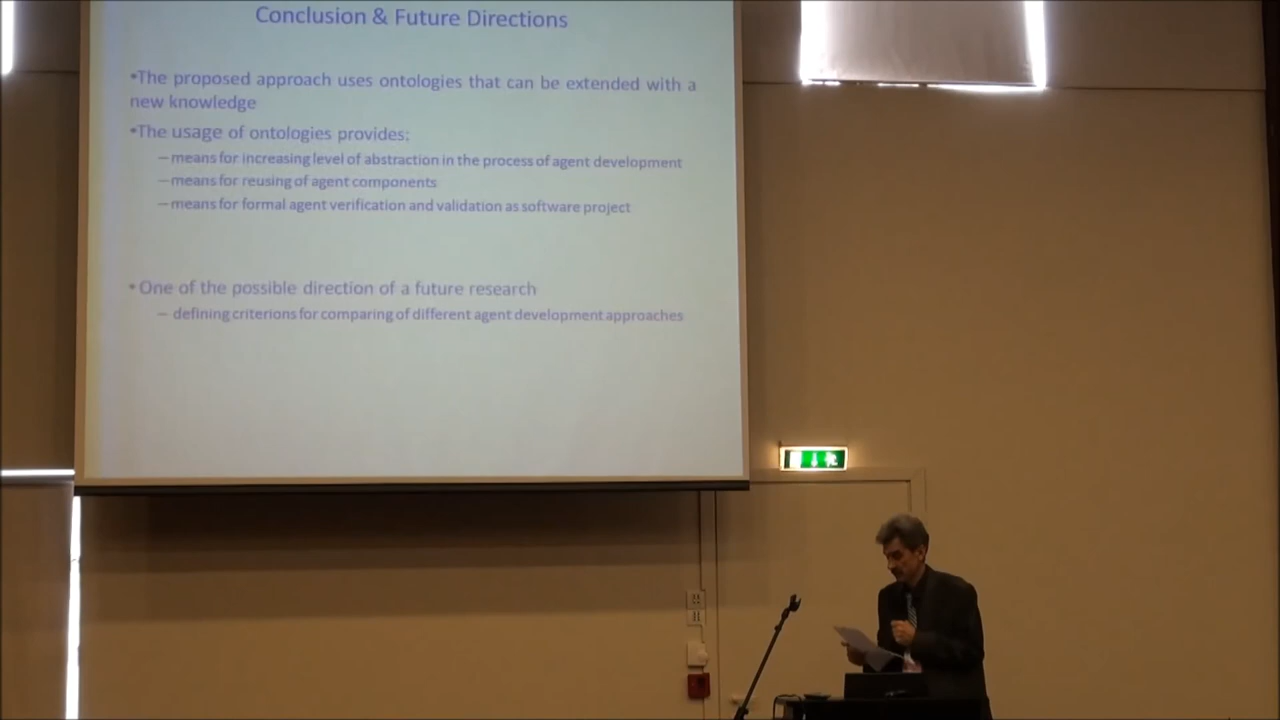 Conclusion & Future Directions
•The proposed approach uses ontologies that can be extended with a
new knowledge
•The usage of ontologies provides:
—means for increasing level of abstraction in the process of agent development
—means for reusing of agent components
—means for formal agent verification and validation as software project
• One of the possible direction of a future research
— defining criterions for comparing of different agent development approaches